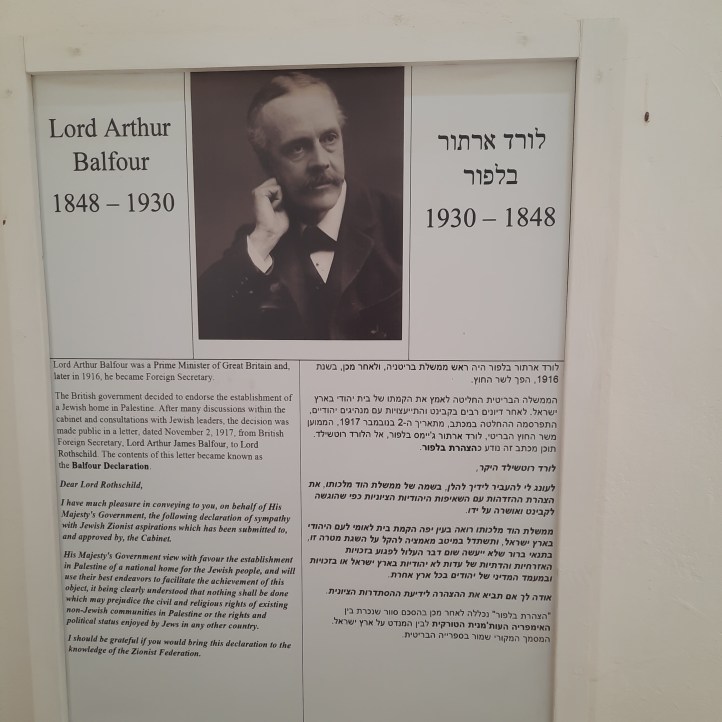 Lord Arthur
Balfour
1848 – 1930
לורד ארתור
בלפור
1930 – 1848
Lord Arthur Balfour was a Prime Minister of Great Britain and,
later in 1916, he became Foreign Secretary.
The British government decided to endorse the establishment of
a Jewish home in Palestine. After many discussions within the
cabinet and consultations with Jewish leaders, the decision was
made public in a letter, dated November 2, 1917, from British
Foreign Secretary, Lord Arthur James Balfour, to Lord
Rothschild. The contents of this letter became known as
the Balfour Declaration.
Dear Lord Rothschild,
I have much pleasure in conveying to you, on behalf of His
Majesty's Government, the following declaration of sympathy
with Jewish Zionist aspirations which has been submitted to,
and approved by, the Cabinet.
His Majesty's Government view with favour the establishment
in Palestine of a national home for the Jewish people, and will
use their best endeavors to facilitate the achievement of this
object, it being clearly understood that nothing shall be done
which may prejudice the civil and religious rights of existing
non-Jewish communities in Palestine or the rights and
political status enjoyed by Jews in any other country.
I should be grateful if you would bring this declaration to the
knowledge of the Zionist Federation.
לורד ארתור בלפור היה ראש ממשלת בריטניה, ולאחר מכן, בשנת
1916, הפך לשר החוץ.
הממשלה הבריטית החליטה לאמץ את הקמתו של בית יהודי בארץ
ישראל. לאחר דיונים רבים בקבינט והתייעצויות עם מנהיגים יהודיים,
התפרסמה ההחלטה במכתב, מתאריך ה-2 בנובמבר 1917, הממוען
משר החוץ הבריטי, לורד ארתור ג'יימס בלפור, אל הלורד רוטשילד.
תוכן מכתב זה נודע כהצהרת בלפור.
לורד רוטשילד היקר,
לעונג לי להעביר לידיך להלן, בשמה של ממשלת הוד מלכותו, את
הצהרת ההזדהות עם השאיפות היהודיות הציוניות כפי שהוגשה
לקבינט ואושרה על ידו.
ממשלת הוד מלכותו רואה בעין יפה הקמת בית לאומי לעם היהודי
בארץ ישראל, ותשתדל במיטב מאמציה להקל על השגת מטרה זו,
בתנאי ברור שלא ייעשה שום דבר העלול לפגוע בזכויות
האזרחיות והדתיות של עדות לא יהודיות בארץ ישראל או בזכויות
ובמעמד המדיני של יהודים בכל ארץ אחרת.
אודה לך אם תביא את ההצהרה לידיעת ההסתדרות הציונית.
"הצהרת בלפור" נכללה לאחר מכן בהסכם סוור שנכרת בין
האימפריה העות'מנית הטורקית לבין המנדט על ארץ ישראל.
המסמך המקורי שמור בספרייה הבריטית.